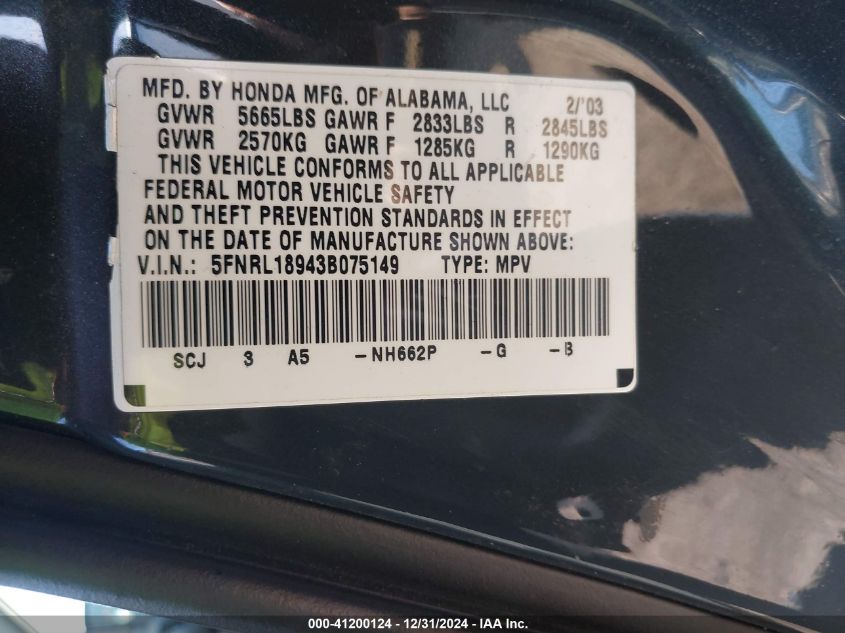 MFD. BY HONDA MFG. OF ALABAMA, LLC 2/'03
GVWR 5665LBS GAWR F 2833LBS R 2845LBS
GVWR 2570KG GAWR F 1285KG R 1290KG
THIS VEHICLE CONFORMS TO ALL APPLICABLE
FEDERAL MOTOR VEHICLE SAFETY
AND THEFT PREVENTION STANDARDS IN EFFECT
ON THE DATE OF MANUFACTURE SHOWN ABOVE:
V.I.N.: 5FNRL18943B075149 TYPE: MPV
SCJ 3 A5 -NH662P -G -B
000-41200124 - 12/31/2024 - IAA Inc.